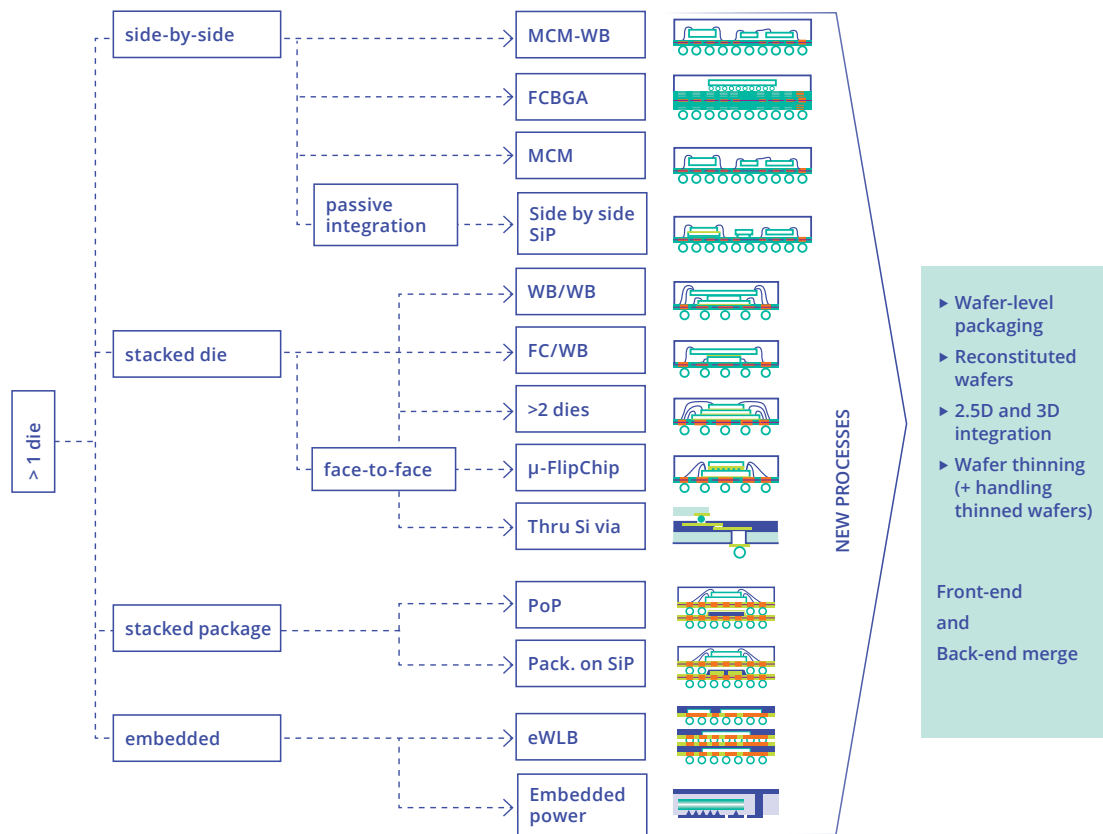 > 1 die
side-by-side
MCM-WB
FCBGA
MCM
passive
integration
Side by side
SiP
stacked die
WB/WB
FC/WB
>2 dies
face-to-face
μ-FlipChip
Thru Si via
stacked package
PoP
Pack. on SiP
embedded
eWLB
Embedded
power
NEW PROCESSES
▸ Wafer-level
packaging
▸ Reconstituted
wafers
▸ 2.5D and 3D
integration
▸ Wafer thinning
(+ handling
thinned wafers)
Front-end
and
Back-end merge